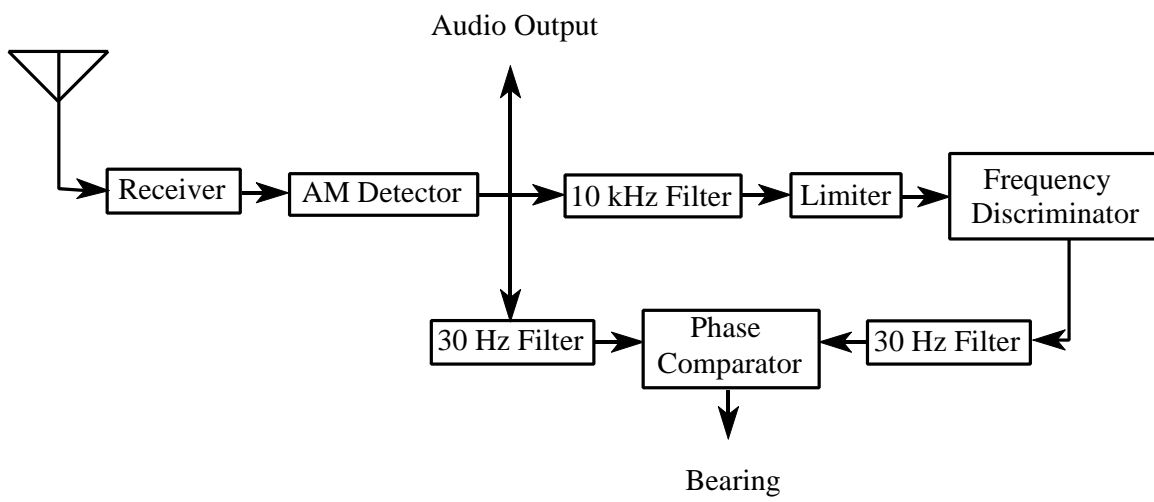 Audio Output
Receiver
AM Detector
10 kHz Filter
Limiter
Frequency
Discriminator
30 Hz Filter
Phase
Comparator
30 Hz Filter
Bearing